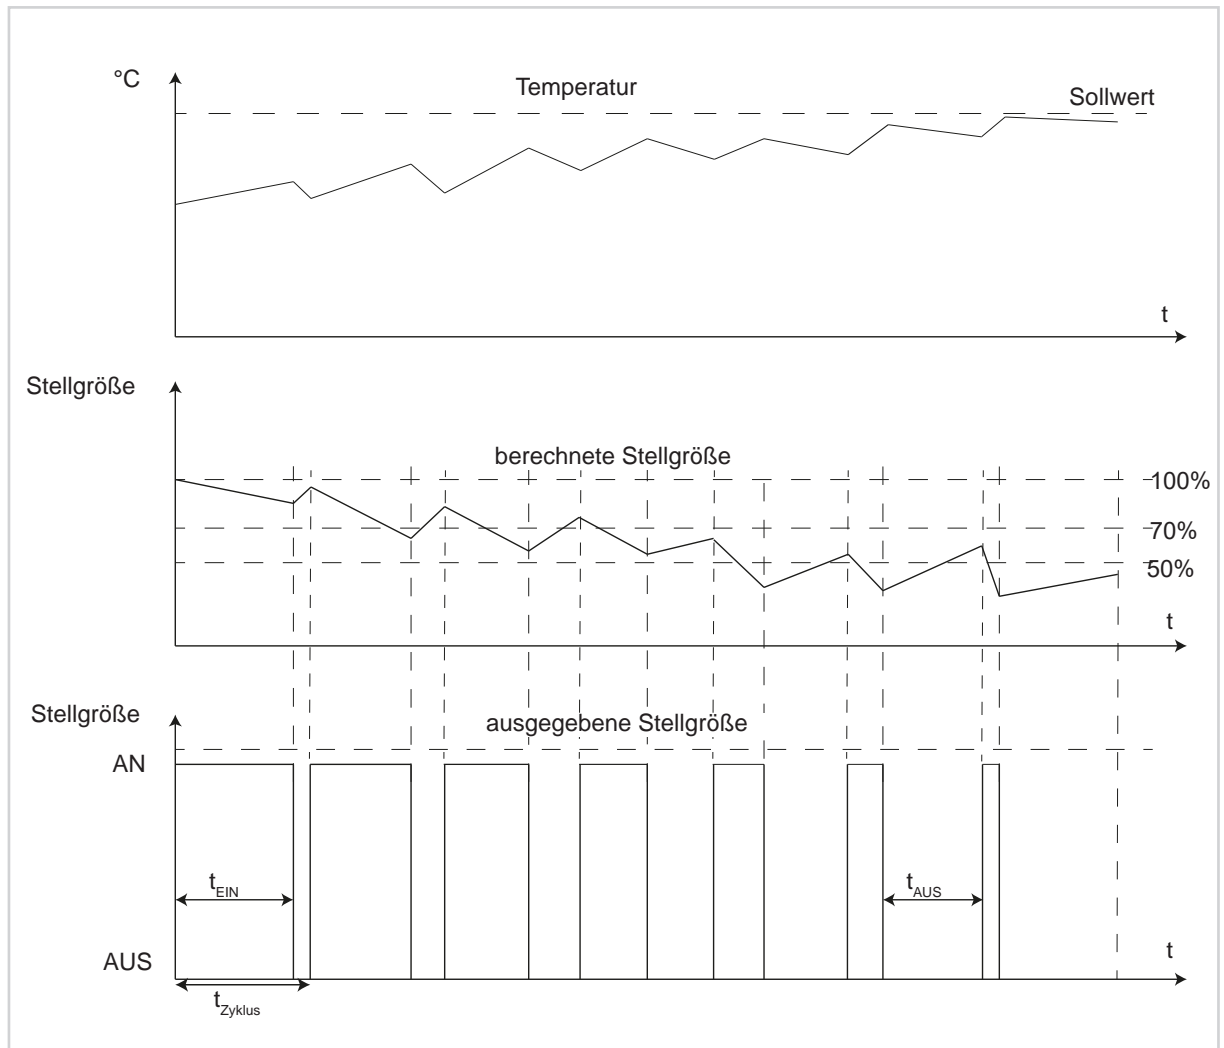 °C
Temperatur
Sollwert
t
Stellgröße
berechnete Stellgröße
100%
70%
50%
t
Stellgröße
ausgegebene Stellgröße
AN
tEIN
tAUS
AUS
t
tZyklus